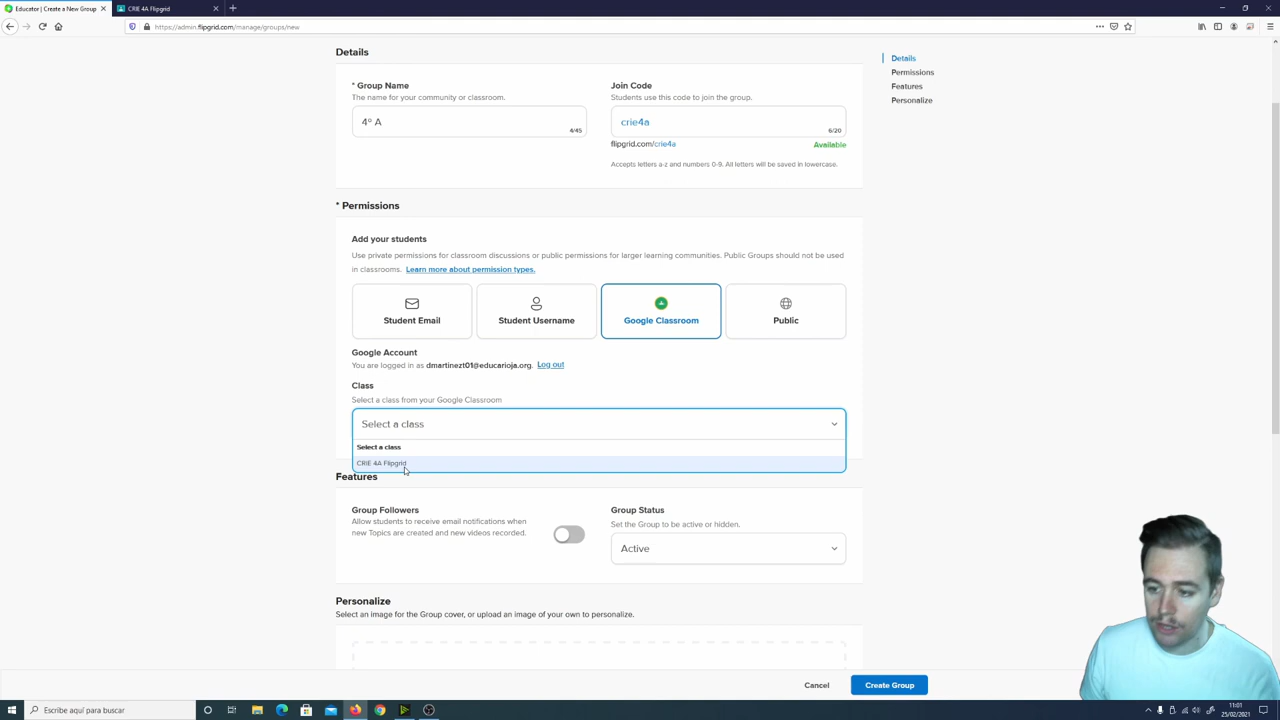 Educator | Create a New Group
CRIE 4A Flipgrid
https://admin.flipgrid.com/manage/groups/new
Details
Details
Permissions
Features
Personalize
* Group Name
The name for your community or classroom.
4º A
4/45
Join Code
Students use this code to join the group.
crie4a
6/20
flipgrid.com/crie4a
Available
Accepts letters a-z and numbers 0-9. All letters will be saved in lowercase.
* Permissions
Add your students
Use private permissions for classroom discussions or public permissions for larger learning communities. Public Groups should not be used
in classrooms. Learn more about permission types.
Student Email
Student Username
Google Classroom
Public
Google Account
You are logged in as dmartinezt01@educarioja.org. Log out
Class
Select a class from your Google Classroom
Select a class
Select a class
CRIE 4A Flipgrid
Features
Group Followers
Allow students to receive email notifications when
new Topics are created and new videos recorded.
Group Status
Set the Group to be active or hidden.
Active
Personalize
Select an image for the Group cover, or upload an image of your own to personalize.
Cancel
Create Group
Escribe aquí para buscar
11:01
25/02/2021